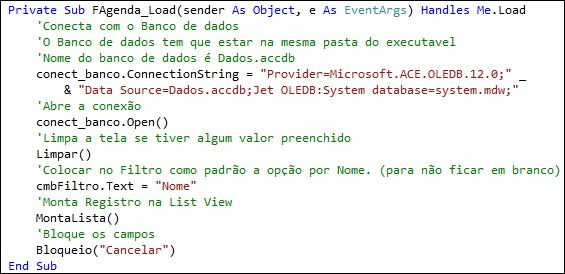 Private Sub FAgenda_Load(sender As Object, e As EventArgs) Handles Me.Load
'Conecta com o Banco de dados
'O Banco de dados tem que estar na mesma pasta do executavel
'Nome do banco de dados é Dados.accdb
conect_banco.ConnectionString = "Provider=Microsoft.ACE.OLEDB.12.0;" _
& "Data Source=Dados.accdb;Jet OLEDB:System database=system.mdw;"
'Abre a conexão
conect_banco.Open()
'Limpa a tela se tiver algum valor preenchido
Limpar()
'Colocar no Filtro como padrão a opção por Nome. (para não ficar em branco)
cmbFiltro.Text = "Nome"
'Monta Registro na List View
MontaLista()
'Bloque os campos
Bloqueio("Cancelar")
End Sub